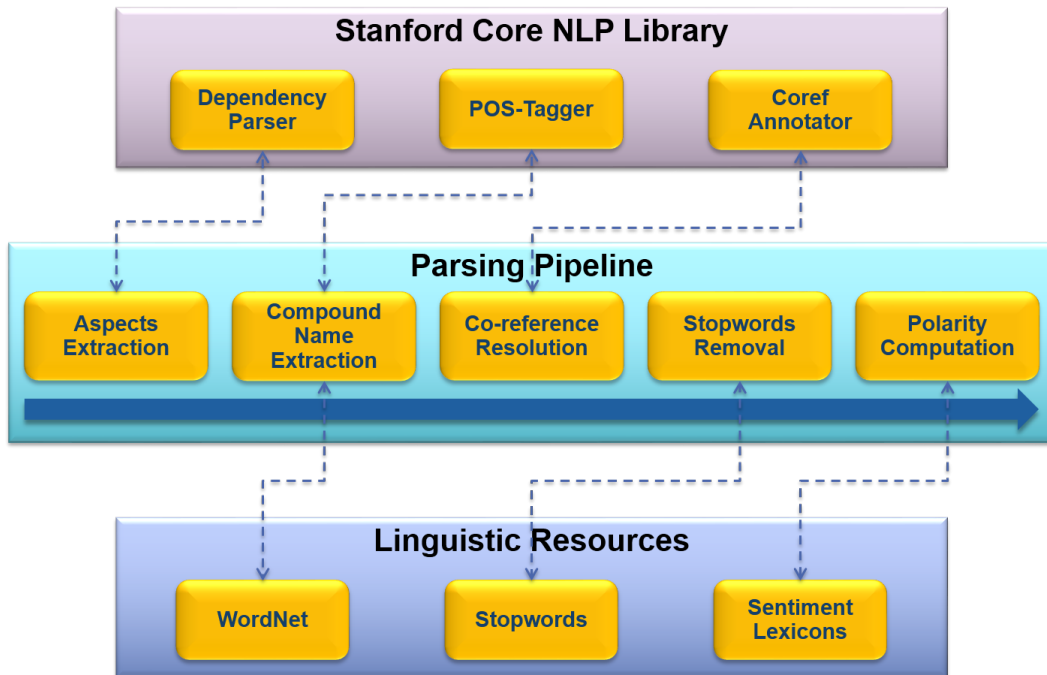 Stanford Core NLP Library
Dependency
Parser
POS-Tagger
Coref
Annotator
Parsing Pipeline
Aspects
Extraction
Compound
Name
Extraction
Co-reference
Resolution
Stopwords
Removal
Polarity
Computation
Linguistic Resources
WordNet
Stopwords
Sentiment
Lexicons